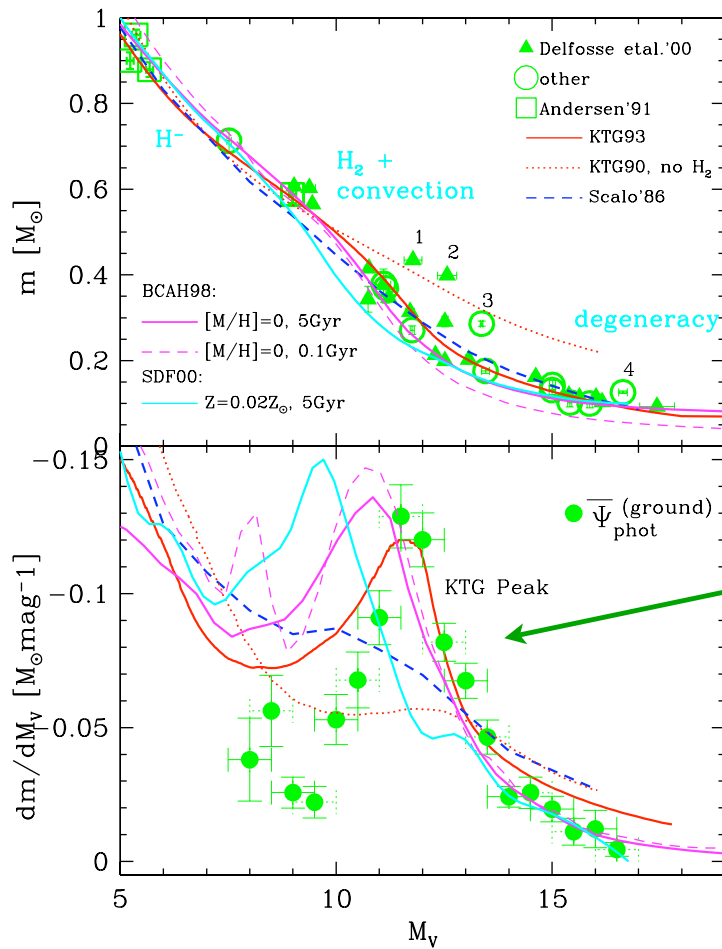 1
0.8
0.6
0.4
0.2
0
m [M⊙]
H⁻
H₂ +
convection
degeneracy
Delfosse etal.'00
other
Andersen'91
KTG93
KTG90, no H₂
Scalo'86
1
2
3
4
BCAH98:
[M/H]=0, 5Gyr
[M/H]=0, 0.1Gyr
SDF00:
Z=0.02Z⊙, 5Gyr
−0.15
−0.1
−0.05
0
dm/dM_V [M⊙mag⁻¹]
Ψ̅_phot (ground)
KTG Peak
5
10
15
M_V